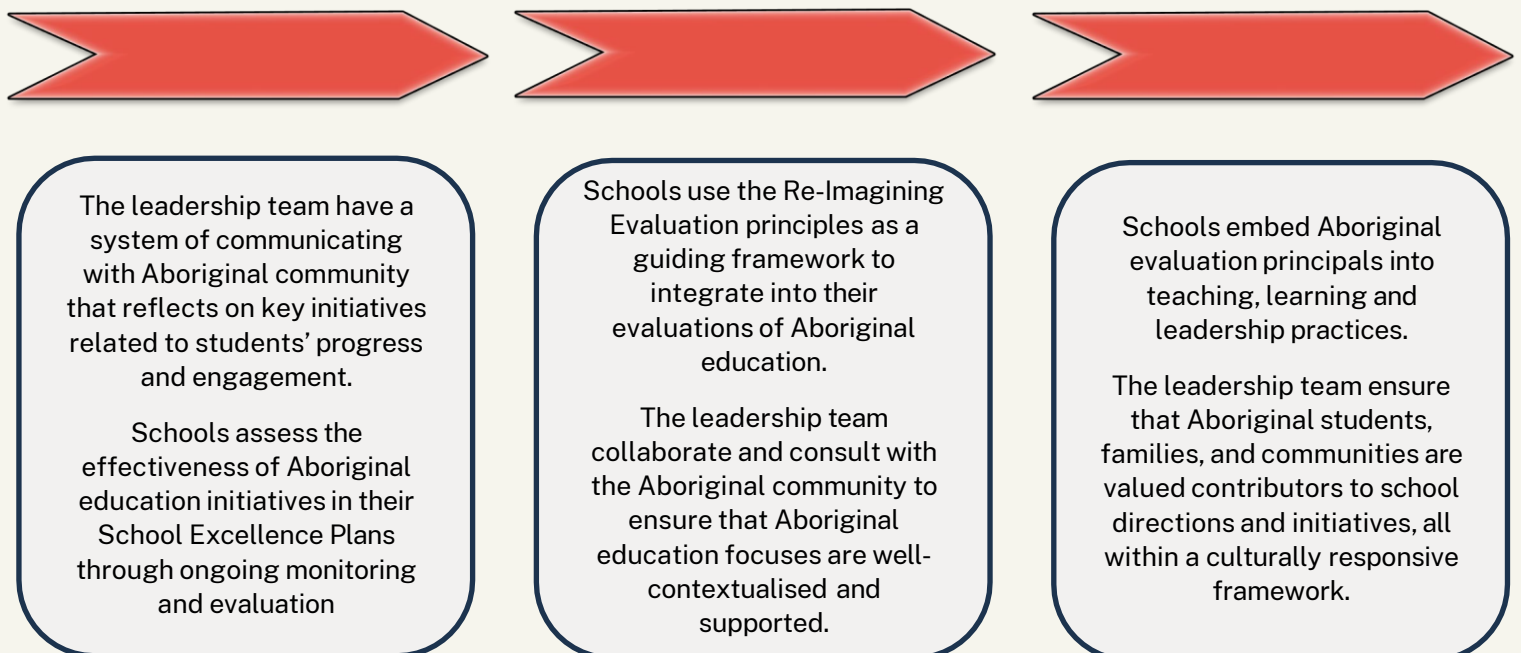 The leadership team have a
system of communicating
with Aboriginal community
that reflects on key initiatives
related to students’ progress
and engagement.
Schools assess the
effectiveness of Aboriginal
education initiatives in their
School Excellence Plans
through ongoing monitoring
and evaluation
Schools use the Re-Imagining
Evaluation principles as a
guiding framework to
integrate into their
evaluations of Aboriginal
education.
The leadership team
collaborate and consult with
the Aboriginal community to
ensure that Aboriginal
education focuses are well-
contextualised and
supported.
Schools embed Aboriginal
evaluation principals into
teaching, learning and
leadership practices.
The leadership team ensure
that Aboriginal students,
families, and communities are
valued contributors to school
directions and initiatives, all
within a culturally responsive
framework.